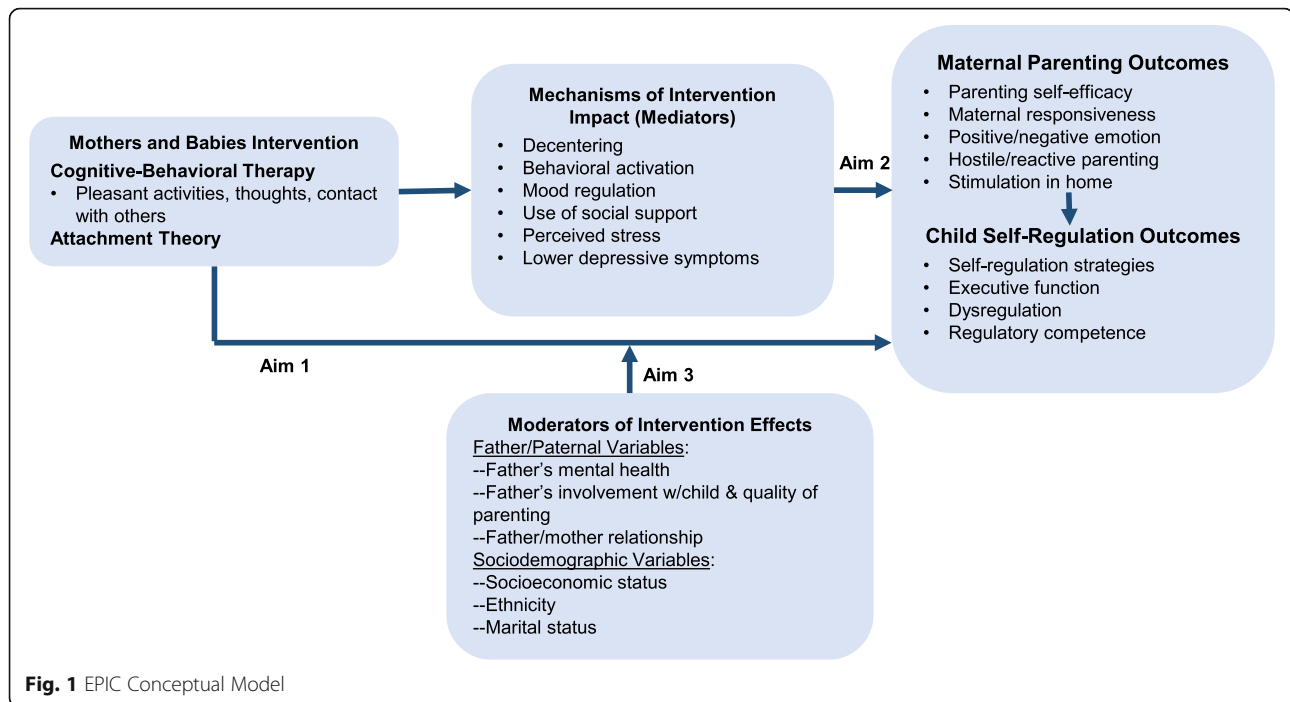 Mothers and Babies Intervention
Cognitive-Behavioral Therapy
• Pleasant activities, thoughts, contact
with others
Attachment Theory
Mechanisms of Intervention
Impact (Mediators)
• Decentering
• Behavioral activation
• Mood regulation
• Use of social support
• Perceived stress
• Lower depressive symptoms
Aim 2
Maternal Parenting Outcomes
• Parenting self-efficacy
• Maternal responsiveness
• Positive/negative emotion
• Hostile/reactive parenting
• Stimulation in home
Child Self-Regulation Outcomes
• Self-regulation strategies
• Executive function
• Dysregulation
• Regulatory competence
Aim 1
Aim 3
Moderators of Intervention Effects
Father/Paternal Variables:
--Father's mental health
--Father's involvement w/child & quality of
parenting
--Father/mother relationship
Sociodemographic Variables:
--Socioeconomic status
--Ethnicity
--Marital status
Fig. 1 EPIC Conceptual Model